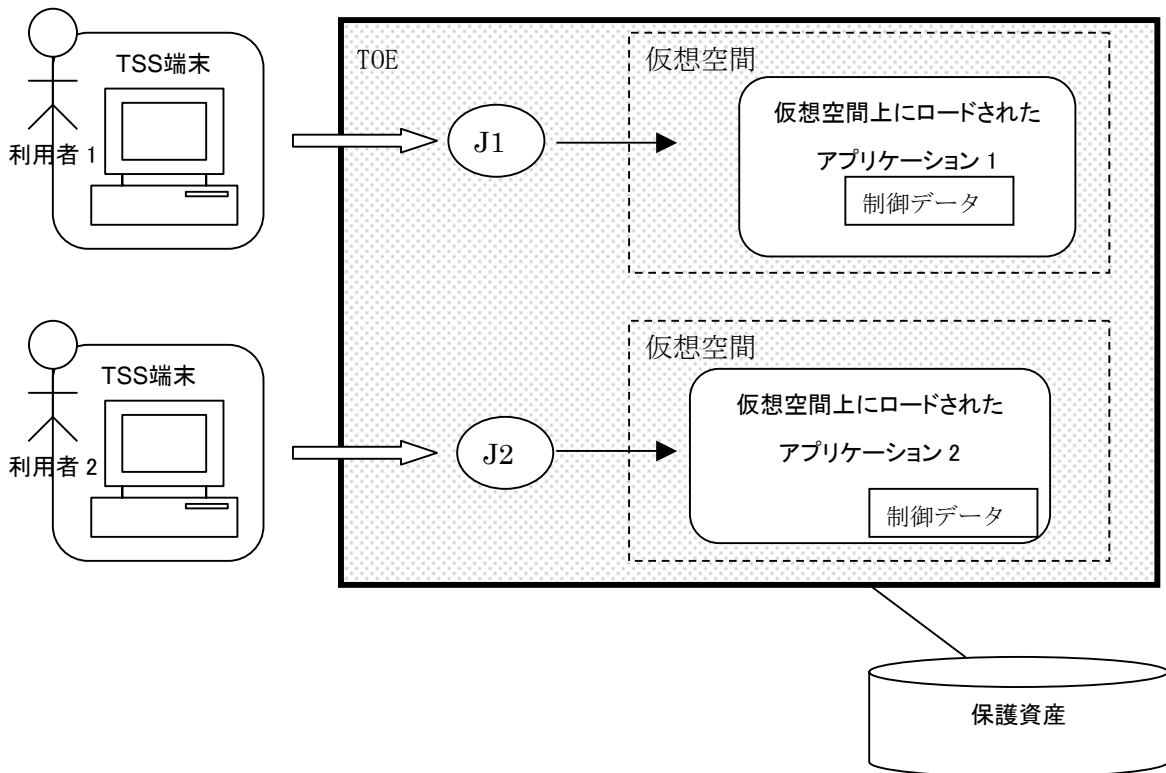 TSS端末
利用者 1
TOE
J1
仮想空間
仮想空間上にロードされた
アプリケーション 1
制御データ
TSS端末
利用者 2
J2
仮想空間
仮想空間上にロードされた
アプリケーション 2
制御データ
保護資産